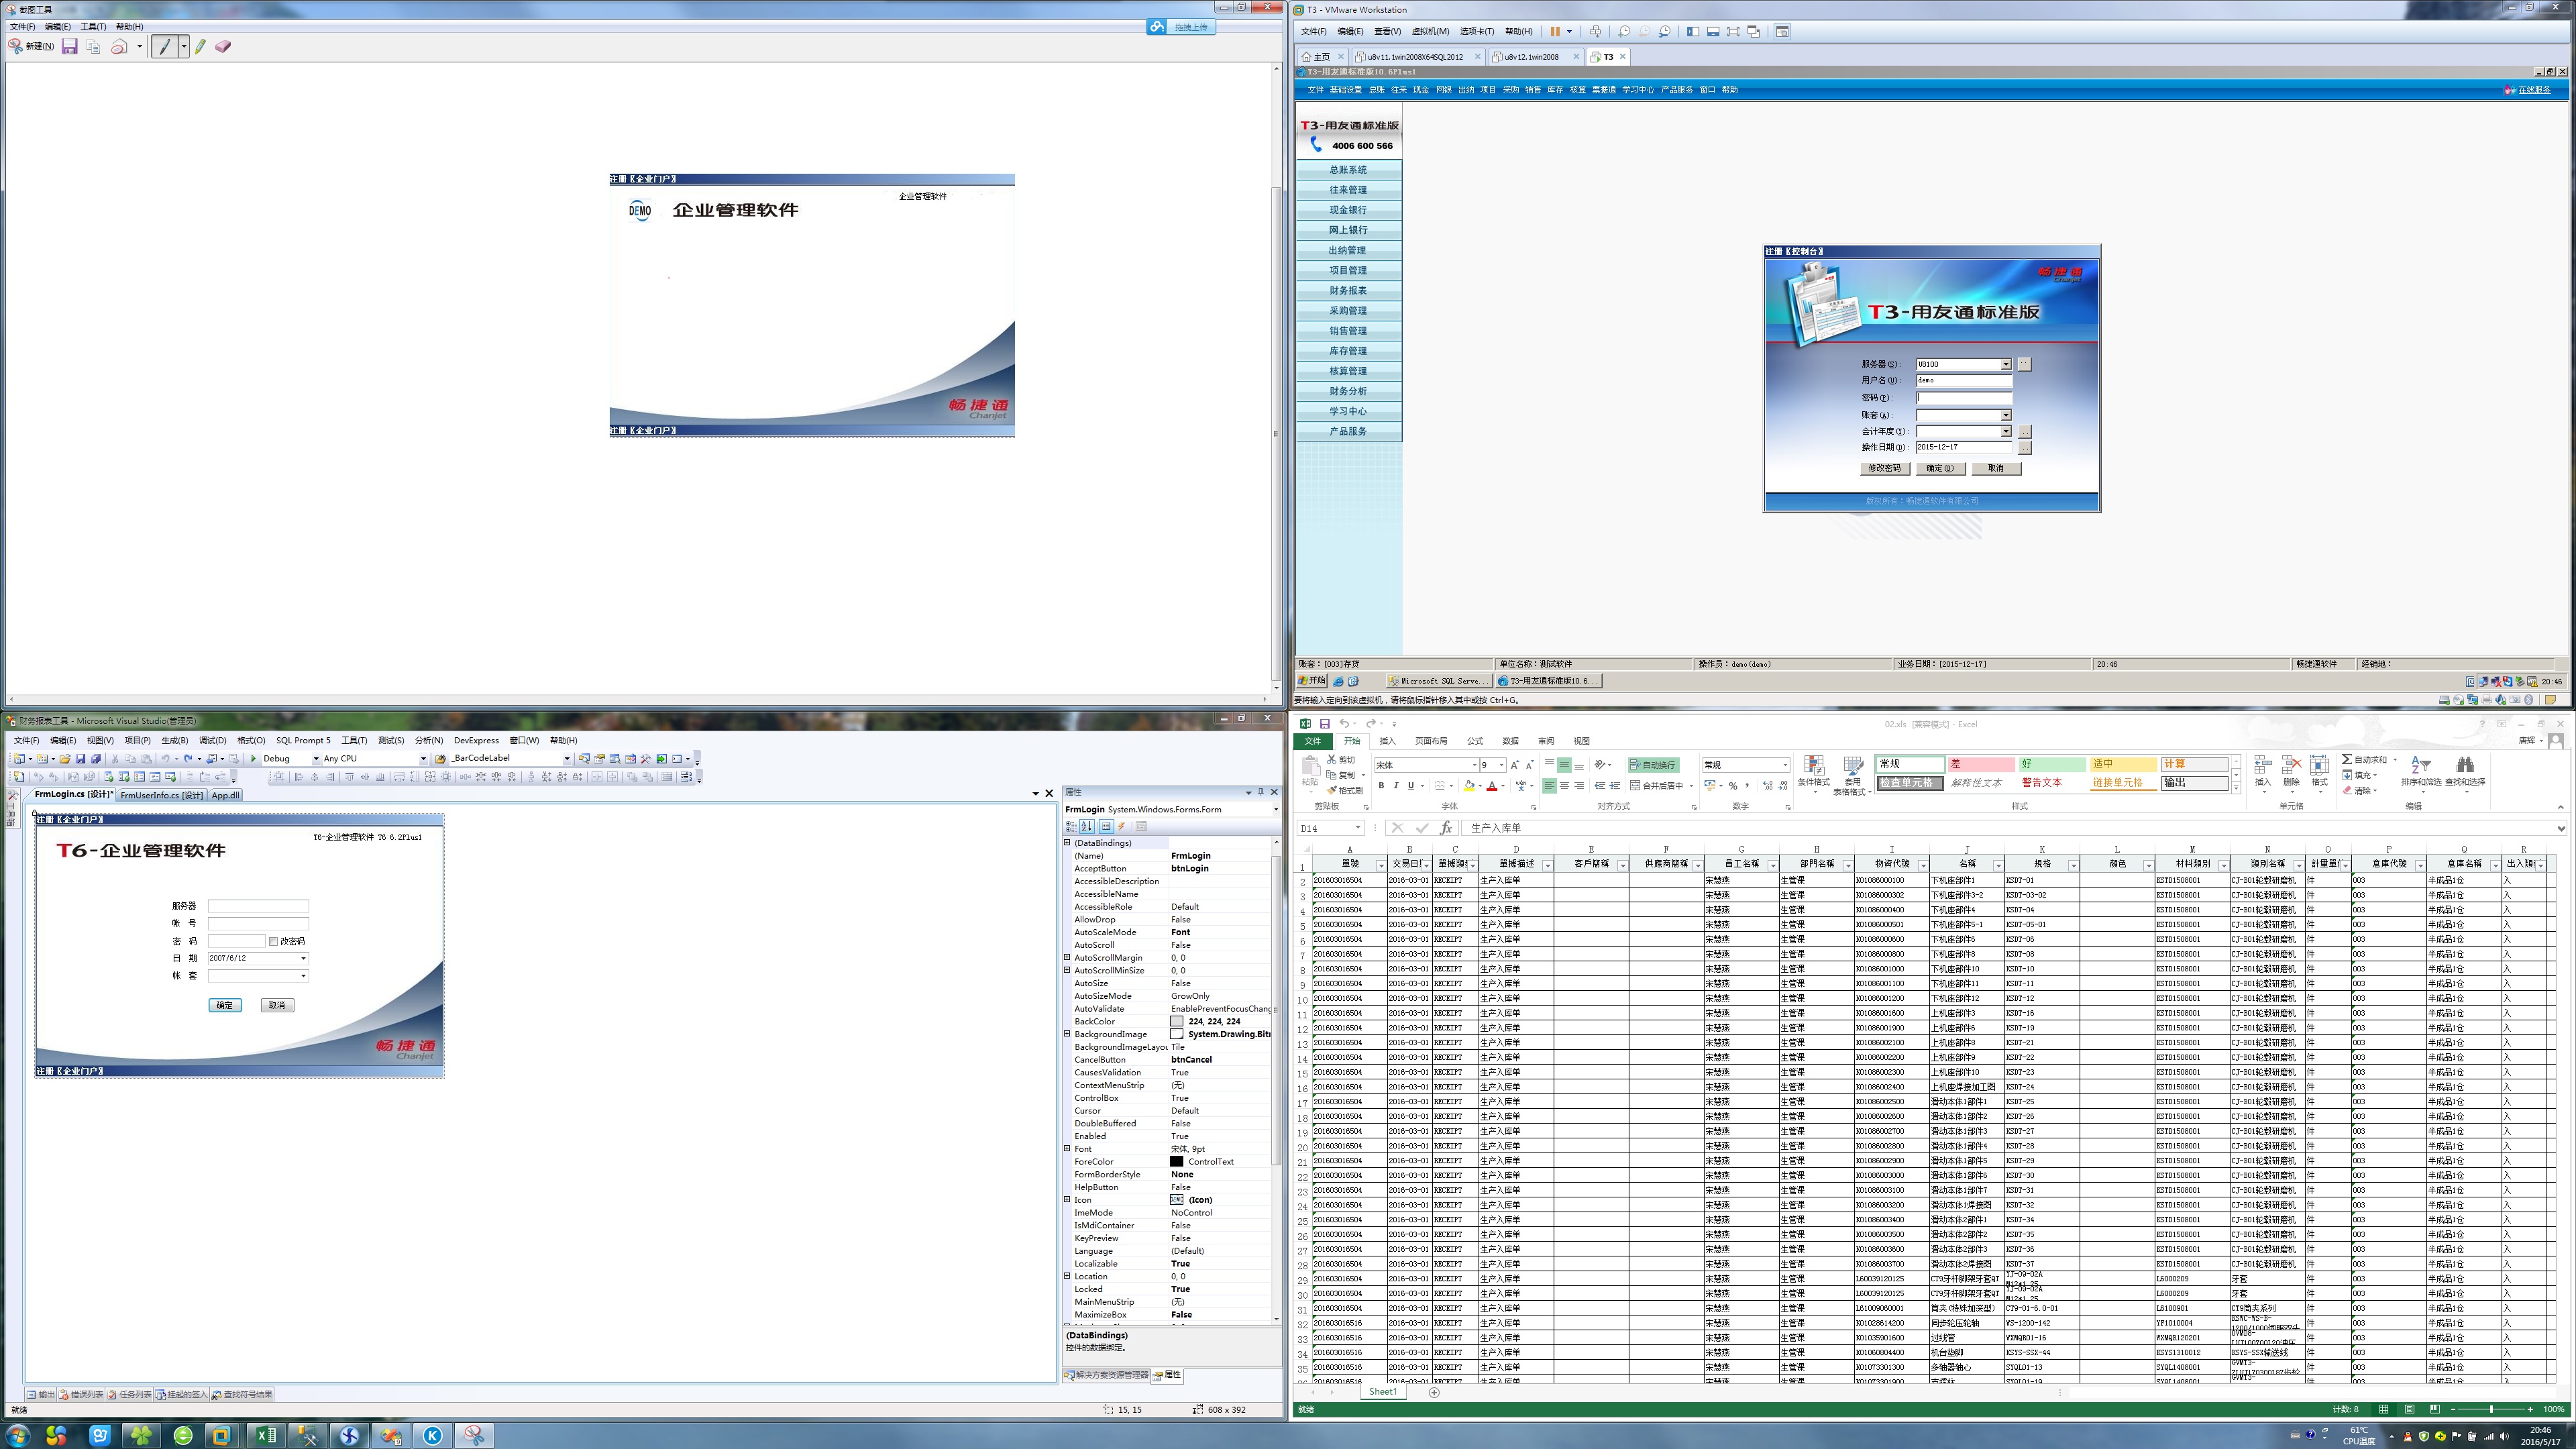 截图工具
文件(F) 编辑(E) 工具(T) 帮助(H)
拖拽上传
新建(N)
注册〖企业门户〗
企业管理软件
DEMO 企业管理软件
畅捷通
Chanjet
注册〖企业门户〗
T3 - VMware Workstation
文件(F) 编辑(E) 查看(V) 虚拟机(M) 选项卡(T) 帮助(H)
主页 u8v11.1win2008X64SQL2012 u8v12.1win2008 T3
T3-用友通标准版10.6Plus1
文件 基础设置 总账 往来 现金 网银 出纳 项目 采购 销售 库存 核算 票据通 学习中心 产品服务 窗口 帮助 在线服务
T3-用友通标准版
4006 600 566
总账系统
往来管理
现金银行
网上银行
出纳管理
项目管理
财务报表
采购管理
销售管理
库存管理
核算管理
财务分析
学习中心
产品服务
注册〖控制台〗
畅捷通
Chanjet
T3-用友通标准版
服务器(S): U8100
用户名(U): demo
密码(P):
账套(A):
会计年度(Y):
操作日期(D): 2015-12-17
修改密码 确定(O) 取消
版权所有：畅捷通软件有限公司
账套：[003]存货 单位名称：测试软件 操作员：demo(demo) 业务日期：[2015-12-17] 20:46 畅捷通软件 经销地：
开始 Microsoft SQL Serve... T3-用友通标准版10.6... 20:46
要将输入定向到该虚拟机，请将鼠标指针移入其中或按 Ctrl+G。
财务报表工具 - Microsoft Visual Studio(管理员)
文件(F) 编辑(E) 视图(V) 项目(P) 生成(B) 调试(D) 格式(O) SQL Prompt 5 工具(T) 测试(S) 分析(N) DevExpress 窗口(W) 帮助(H)
Debug Any CPU _BarCodeLabel
FrmLogin.cs [设计]* FrmUserInfo.cs [设计] App.dll
注册〖企业门户〗
T6-企业管理软件 T6 6.2Plus1
T6-企业管理软件
服务器
帐 号
密 码 改密码
日 期 2007/6/12
帐 套
确定 取消
畅捷通
Chanjet
注册〖企业门户〗
属性
FrmLogin System.Windows.Forms.Form
(DataBindings)
(Name) FrmLogin
AcceptButton btnLogin
AccessibleDescription
AccessibleName
AccessibleRole Default
AllowDrop False
AutoScaleMode Font
AutoScroll False
AutoScrollMargin 0, 0
AutoScrollMinSize 0, 0
AutoSize False
AutoSizeMode GrowOnly
AutoValidate EnablePreventFocusChang
BackColor 224, 224, 224
BackgroundImage System.Drawing.Bitn
BackgroundImageLayou Tile
CancelButton btnCancel
CausesValidation True
ContextMenuStrip (无)
ControlBox True
Cursor Default
DoubleBuffered False
Enabled True
Font 宋体, 9pt
ForeColor ControlText
FormBorderStyle None
HelpButton False
Icon (Icon)
ImeMode NoControl
IsMdiContainer False
KeyPreview False
Language (Default)
Localizable True
Location 0, 0
Locked True
MainMenuStrip (无)
MaximizeBox False
(DataBindings)
控件的数据绑定。
解决方案资源管理器 属性
输出 错误列表 任务列表 挂起的签入 查找符号结果
就绪 15, 15 608 x 392
02.xls [兼容模式] - Excel
文件 开始 插入 页面布局 公式 数据 审阅 视图 唐辉
粘贴 剪切 复制 格式刷 宋体 9 自动换行 合并后居中 常规 条件格式 套用表格格式
常规 差 好 适中 计算
检查单元格 解释性文本 警告文本 链接单元格 输出
插入 删除 格式 自动求和 填充 清除 排序和筛选 查找和选择
剪贴板 字体 对齐方式 数字 样式 单元格 编辑
D14 生产入库单
A B C D E F G H I J K L M N O P Q R
1 單號 交易日 單據類 單據描述 客戶簡稱 供應商簡稱 員工名稱 部門名稱 物資代號 名稱 規格 顏色 材料類別 類別名稱 計量單 倉庫代號 倉庫名稱 出入類
2 201603016504 2016-03-01 RECEIPT 生产入库单 宋慧燕 生管课 K01086000100 下机座部件1 KSDT-01 KSTD1508001 CJ-B01轮毂研磨机 件 003 半成品1仓 入
3 201603016504 2016-03-01 RECEIPT 生产入库单 宋慧燕 生管课 K01086000302 下机座部件3-2 KSDT-03-02 KSTD1508001 CJ-B01轮毂研磨机 件 003 半成品1仓 入
4 201603016504 2016-03-01 RECEIPT 生产入库单 宋慧燕 生管课 K01086000400 下机座部件4 KSDT-04 KSTD1508001 CJ-B01轮毂研磨机 件 003 半成品1仓 入
5 201603016504 2016-03-01 RECEIPT 生产入库单 宋慧燕 生管课 K01086000501 下机座部件5-1 KSDT-05-01 KSTD1508001 CJ-B01轮毂研磨机 件 003 半成品1仓 入
6 201603016504 2016-03-01 RECEIPT 生产入库单 宋慧燕 生管课 K01086000600 下机座部件6 KSDT-06 KSTD1508001 CJ-B01轮毂研磨机 件 003 半成品1仓 入
7 201603016504 2016-03-01 RECEIPT 生产入库单 宋慧燕 生管课 K01086000800 下机座部件8 KSDT-08 KSTD1508001 CJ-B01轮毂研磨机 件 003 半成品1仓 入
8 201603016504 2016-03-01 RECEIPT 生产入库单 宋慧燕 生管课 K01086001000 下机座部件10 KSDT-10 KSTD1508001 CJ-B01轮毂研磨机 件 003 半成品1仓 入
9 201603016504 2016-03-01 RECEIPT 生产入库单 宋慧燕 生管课 K01086001100 下机座部件11 KSDT-11 KSTD1508001 CJ-B01轮毂研磨机 件 003 半成品1仓 入
10 201603016504 2016-03-01 RECEIPT 生产入库单 宋慧燕 生管课 K01086001200 下机座部件12 KSDT-12 KSTD1508001 CJ-B01轮毂研磨机 件 003 半成品1仓 入
11 201603016504 2016-03-01 RECEIPT 生产入库单 宋慧燕 生管课 K01086001600 上机座部件3 KSDT-16 KSTD1508001 CJ-B01轮毂研磨机 件 003 半成品1仓 入
12 201603016504 2016-03-01 RECEIPT 生产入库单 宋慧燕 生管课 K01086001900 上机座部件6 KSDT-19 KSTD1508001 CJ-B01轮毂研磨机 件 003 半成品1仓 入
13 201603016504 2016-03-01 RECEIPT 生产入库单 宋慧燕 生管课 K01086002100 上机座部件8 KSDT-21 KSTD1508001 CJ-B01轮毂研磨机 件 003 半成品1仓 入
14 201603016504 2016-03-01 RECEIPT 生产入库单 宋慧燕 生管课 K01086002200 上机座部件9 KSDT-22 KSTD1508001 CJ-B01轮毂研磨机 件 003 半成品1仓 入
15 201603016504 2016-03-01 RECEIPT 生产入库单 宋慧燕 生管课 K01086002300 上机座部件10 KSDT-23 KSTD1508001 CJ-B01轮毂研磨机 件 003 半成品1仓 入
16 201603016504 2016-03-01 RECEIPT 生产入库单 宋慧燕 生管课 K01086002400 上机座焊接加工图 KSDT-24 KSTD1508001 CJ-B01轮毂研磨机 件 003 半成品1仓 入
17 201603016504 2016-03-01 RECEIPT 生产入库单 宋慧燕 生管课 K01086002500 滑动本体1部件1 KSDT-25 KSTD1508001 CJ-B01轮毂研磨机 件 003 半成品1仓 入
18 201603016504 2016-03-01 RECEIPT 生产入库单 宋慧燕 生管课 K01086002600 滑动本体1部件2 KSDT-26 KSTD1508001 CJ-B01轮毂研磨机 件 003 半成品1仓 入
19 201603016504 2016-03-01 RECEIPT 生产入库单 宋慧燕 生管课 K01086002700 滑动本体1部件3 KSDT-27 KSTD1508001 CJ-B01轮毂研磨机 件 003 半成品1仓 入
20 201603016504 2016-03-01 RECEIPT 生产入库单 宋慧燕 生管课 K01086002800 滑动本体1部件4 KSDT-28 KSTD1508001 CJ-B01轮毂研磨机 件 003 半成品1仓 入
21 201603016504 2016-03-01 RECEIPT 生产入库单 宋慧燕 生管课 K01086002900 滑动本体1部件5 KSDT-29 KSTD1508001 CJ-B01轮毂研磨机 件 003 半成品1仓 入
22 201603016504 2016-03-01 RECEIPT 生产入库单 宋慧燕 生管课 K01086003000 滑动本体1部件6 KSDT-30 KSTD1508001 CJ-B01轮毂研磨机 件 003 半成品1仓 入
23 201603016504 2016-03-01 RECEIPT 生产入库单 宋慧燕 生管课 K01086003100 滑动本体1部件7 KSDT-31 KSTD1508001 CJ-B01轮毂研磨机 件 003 半成品1仓 入
24 201603016504 2016-03-01 RECEIPT 生产入库单 宋慧燕 生管课 K01086003200 滑动本体1焊接图 KSDT-32 KSTD1508001 CJ-B01轮毂研磨机 件 003 半成品1仓 入
25 201603016504 2016-03-01 RECEIPT 生产入库单 宋慧燕 生管课 K01086003400 滑动本体2部件1 KSDT-34 KSTD1508001 CJ-B01轮毂研磨机 件 003 半成品1仓 入
26 201603016504 2016-03-01 RECEIPT 生产入库单 宋慧燕 生管课 K01086003500 滑动本体2部件2 KSDT-35 KSTD1508001 CJ-B01轮毂研磨机 件 003 半成品1仓 入
27 201603016504 2016-03-01 RECEIPT 生产入库单 宋慧燕 生管课 K01086003600 滑动本体2部件3 KSDT-36 KSTD1508001 CJ-B01轮毂研磨机 件 003 半成品1仓 入
28 201603016504 2016-03-01 RECEIPT 生产入库单 宋慧燕 生管课 K01086003700 滑动本体2焊接图 KSDT-37 KSTD1508001 CJ-B01轮毂研磨机 件 003 半成品1仓 入
29 201603016504 2016-03-01 RECEIPT 生产入库单 宋慧燕 生管课 L60039120125 CT9牙杆脚架牙套QT YJ-09-02A L6000209 牙套 件 003 半成品1仓 入
30 201603016504 2016-03-01 RECEIPT 生产入库单 宋慧燕 生管课 L60039120125 CT9牙杆脚架牙套QT YJ-09-02A L6000209 牙套 件 003 半成品1仓 入
31 201603016504 2016-03-01 RECEIPT 生产入库单 宋慧燕 生管课 L61009060001 筒夹(特殊加深型) CT9-01-6.0-01 L6100901 CT9筒夹系列 件 003 半成品1仓 入
32 201603016516 2016-03-01 RECEIPT 生产入库单 宋慧燕 生管课 K01028614200 同步轮压轮轴 WS-1200-142 YF1010004 件 003 半成品1仓 入
33 201603016516 2016-03-01 RECEIPT 生产入库单 宋慧燕 生管课 K01035901600 过线管 WXMQR01-16 WXMQR120201 件 003 半成品1仓 入
34 201603016516 2016-03-01 RECEIPT 生产入库单 宋慧燕 生管课 K01060804400 机台垫脚 KSYS-SSX-44 KSYS1310012 KSYS-SSX输送线 件 003 半成品1仓 入
35 201603016516 2016-03-01 RECEIPT 生产入库单 宋慧燕 生管课 K01073301300 多轴器轴心 SYQL01-13 SYQL1408001 件 003 半成品1仓 入
Sheet1
就绪 计数: 8 100%
61℃
CPU温度
20:46
2016/5/17